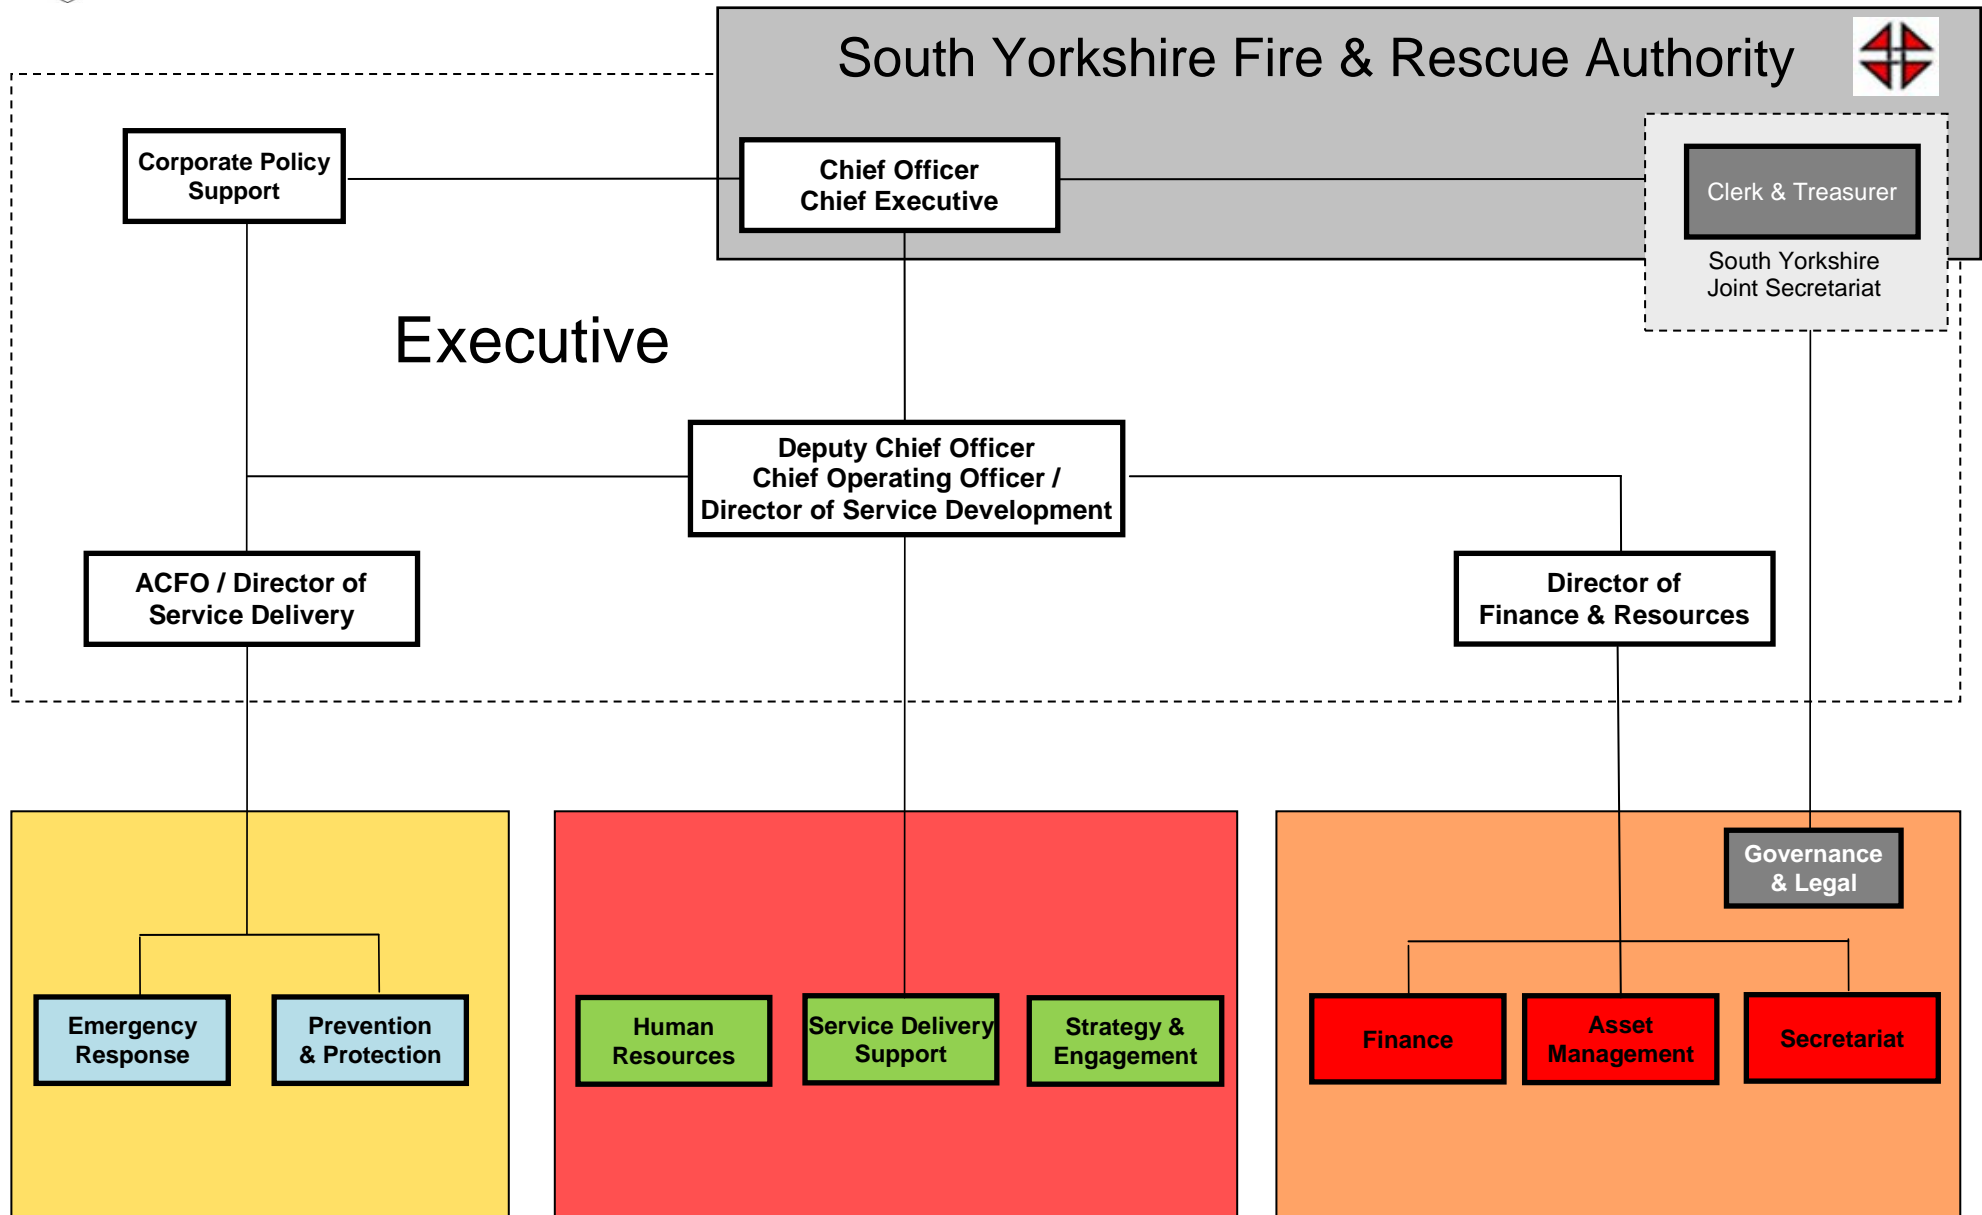 South Yorkshire Fire & Rescue Authority
Corporate Policy
Support
Chief Officer
Chief Executive
Clerk & Treasurer
South Yorkshire
Joint Secretariat
Executive
Deputy Chief Officer
Chief Operating Officer /
Director of Service Development
ACFO / Director of
Service Delivery
Director of
Finance & Resources
Governance
& Legal
Emergency
Response
Prevention
& Protection
Human
Resources
Service Delivery
Support
Strategy &
Engagement
Finance
Asset
Management
Secretariat